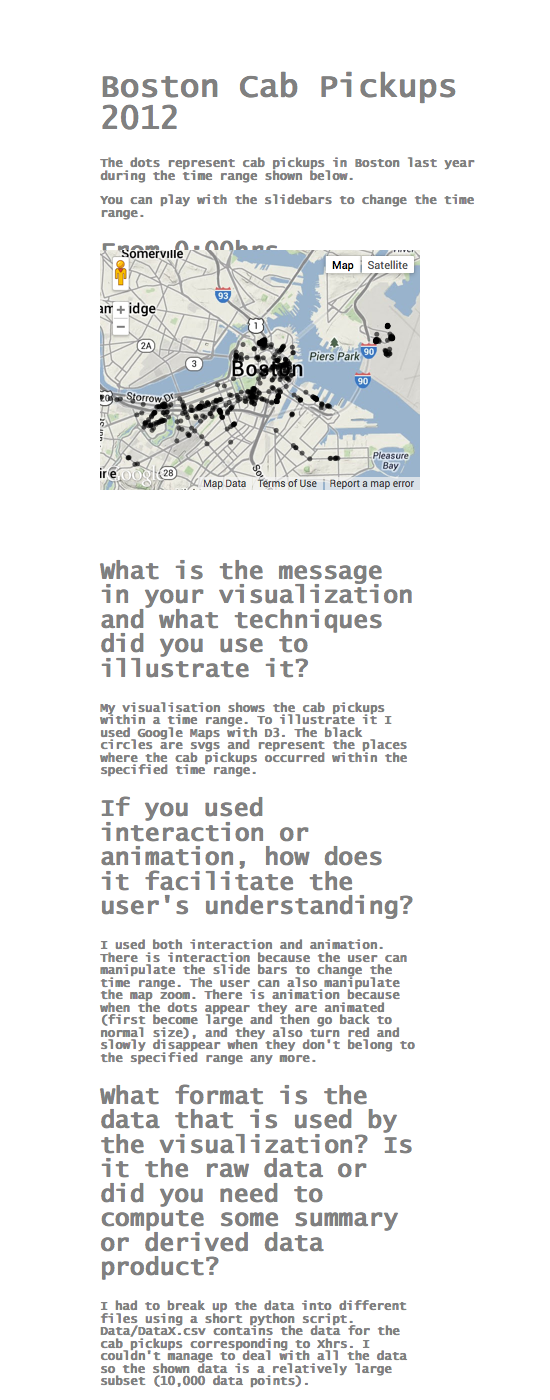 Boston Cab Pickups
2012
The dots represent cab pickups in Boston last year
during the time range shown below.
You can play with the slidebars to change the time
range.
From 0:00hrs
Somerville
Map
Satellite
93
1
2A
3
Piers Park
90
Boston
90
Storrow Dr
Pleasure
Bay
28
Map Data
Terms of Use
Report a map error
What is the message
in your visualization
and what techniques
did you use to
illustrate it?
My visualisation shows the cab pickups
within a time range. To illustrate it I
used Google Maps with D3. The black
circles are svgs and represent the places
where the cab pickups occurred within the
specified time range.
If you used
interaction or
animation, how does
it facilitate the
user's understanding?
I used both interaction and animation.
There is interaction because the user can
manipulate the slide bars to change the
time range. The user can also manipulate
the map zoom. There is animation because
when the dots appear they are animated
(first become large and then go back to
normal size), and they also turn red and
slowly disappear when they don't belong to
the specified range any more.
What format is the
data that is used by
the visualization? Is
it the raw data or
did you need to
compute some summary
or derived data
product?
I had to break up the data into different
files using a short python script.
Data/DataX.csv contains the data for the
cab pickups corresponding to Xhrs. I
couldn't manage to deal with all the data
so the shown data is a relatively large
subset (10,000 data points).